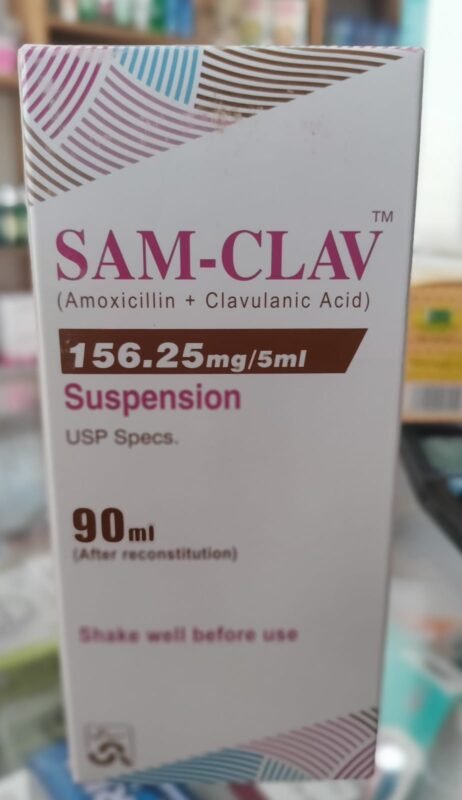 SAM-CLAV™
(Amoxicillin + Clavulanic Acid)
156.25mg/5ml
Suspension
USP Specs.
90ml
(After reconstitution)
Shake well before use